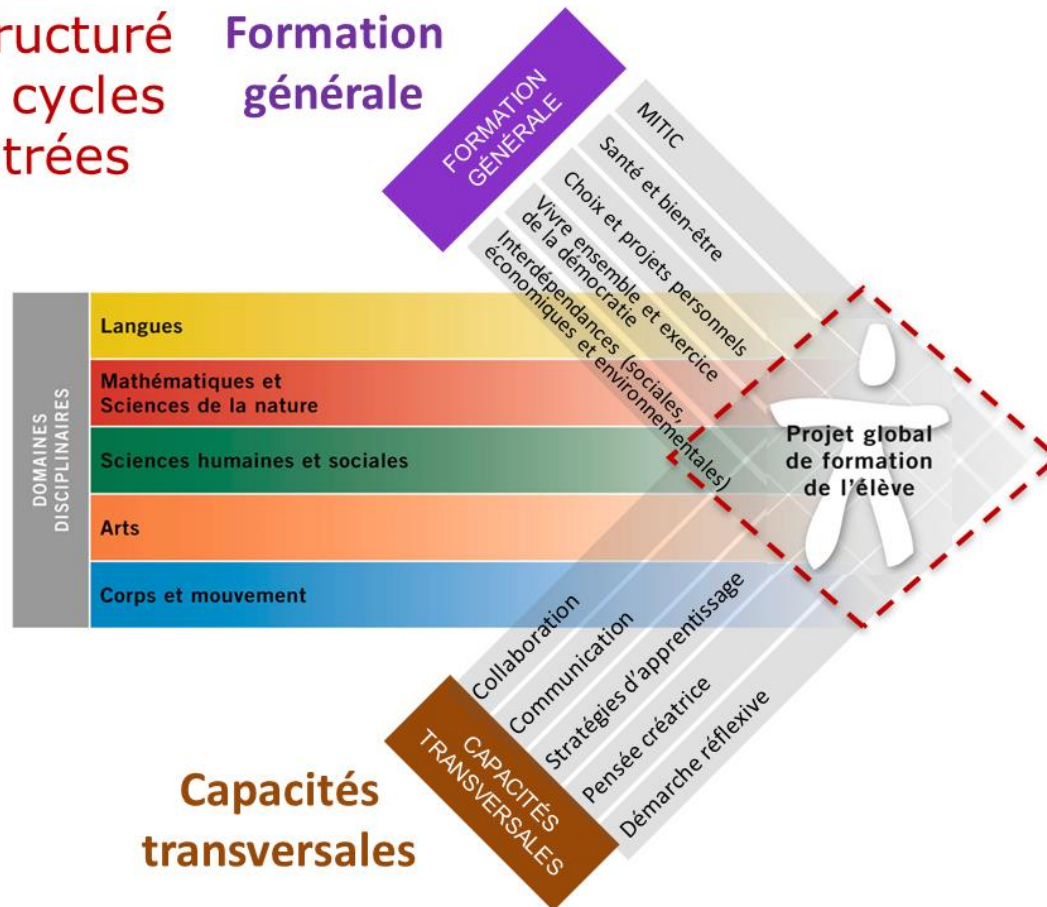 ructuré
cycles
trées
Formation
générale
FORMATION
GÉNÉRALE
MITIC
Santé et bien-être
Choix et projets personnels
Vivre ensemble et exercice
de la démocratie
Interdépendances (sociales,
économiques et environnementales)
DOMAINES
DISCIPLINAIRES
Langues
Mathématiques et
Sciences de la nature
Sciences humaines et sociales
Arts
Corps et mouvement
Projet global
de formation
de l'élève
Collaboration
Communication
Stratégies d'apprentissage
Pensée créatrice
Démarche réflexive
CAPACITÉS
TRANSVERSALES
Capacités
transversales